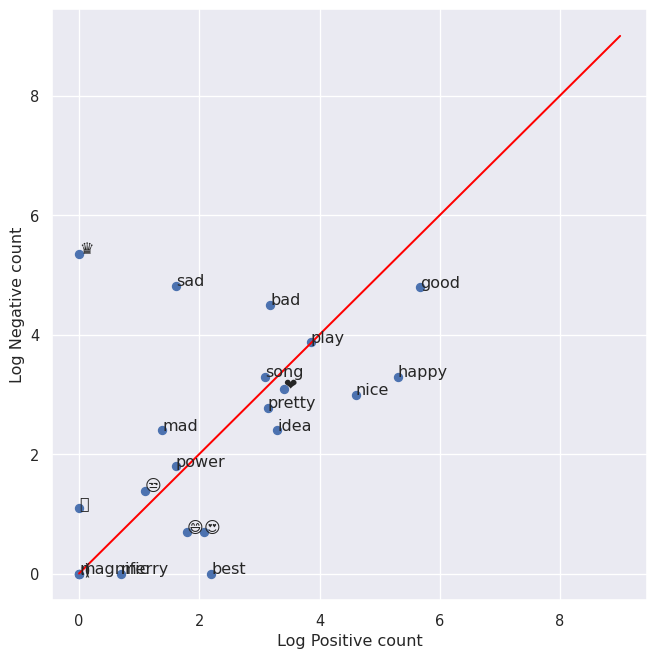 8
6
♛
sad
good
bad
4
play
song
happy
❤
nice
pretty
mad
idea
2
power
😒
😄
😍
0
merry
best
0
2
4
6
8
Log Positive count
Log Negative count